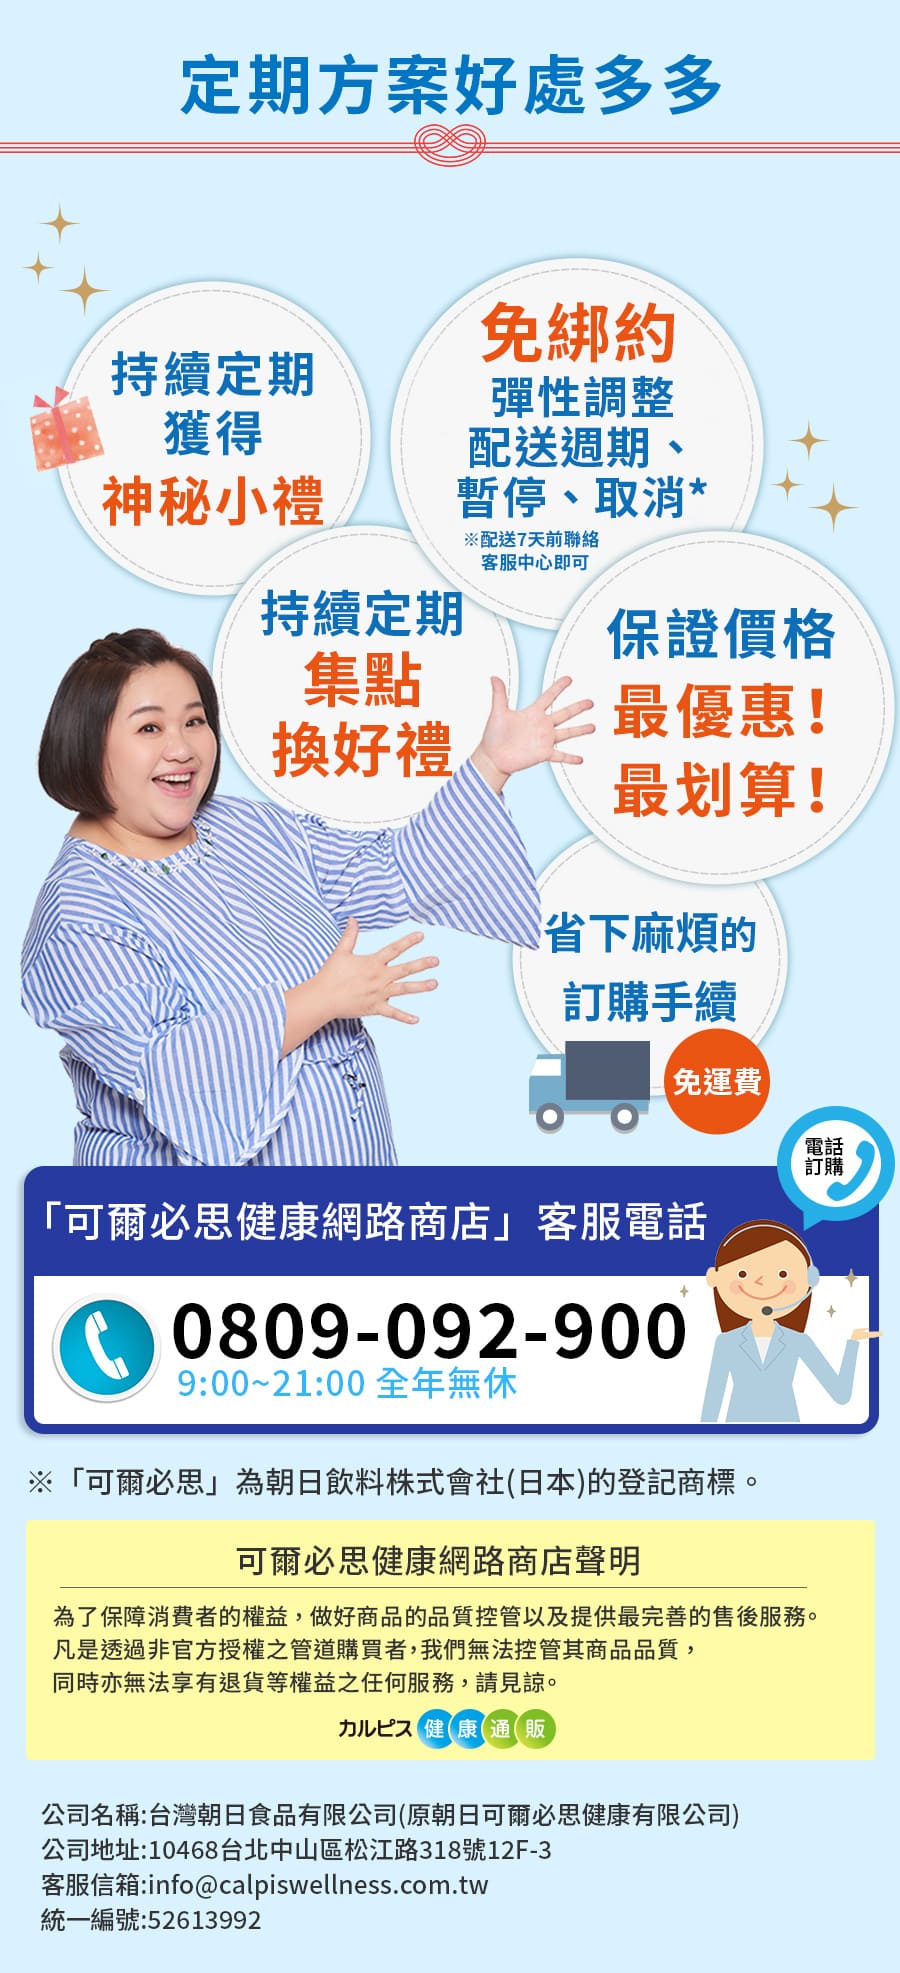 定期方案好處多多
持續定期
獲得
神秘小禮
免綁約
彈性調整
配送週期、
暫停、取消*
※配送7天前聯絡
客服中心即可
持續定期
集點
換好禮
保證價格
最優惠！
最划算！
省下麻煩的
訂購手續
免運費
電話
訂購
「可爾必思健康網路商店」客服電話
0809-092-900
9:00~21:00 全年無休
※「可爾必思」為朝日飲料株式會社(日本)的登記商標。
可爾必思健康網路商店聲明
為了保障消費者的權益，做好商品的品質控管以及提供最完善的售後服務。
凡是透過非官方授權之管道購買者，我們無法控管其商品品質，
同時亦無法享有退貨等權益之任何服務，請見諒。
カルピス 健康通販
公司名稱:台灣朝日食品有限公司(原朝日可爾必思健康有限公司)
公司地址:10468台北中山區松江路318號12F-3
客服信箱:info@calpiswellness.com.tw
統一編號:52613992